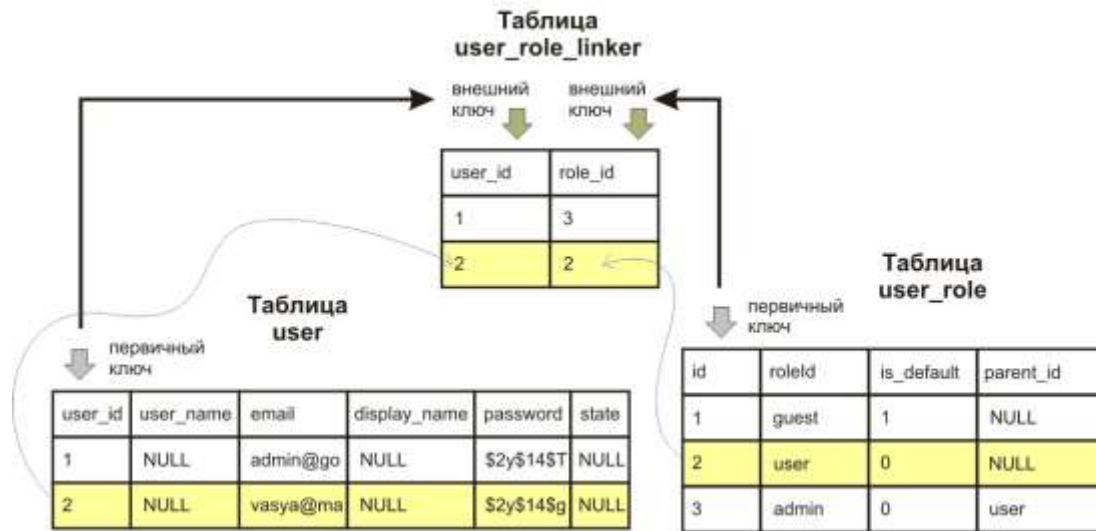 Таблица
user_role_linker
внешний ключ
внешний ключ
user_id role_id
1 3
2 2
Таблица
user
первичный
ключ
user_id user_name email display_name password state
1 NULL admin@go NULL $2y$14$T NULL
2 NULL vasya@ma NULL $2y$14$g NULL
Таблица
user_role
первичный
ключ
id roleId is_default parent_id
1 guest 1 NULL
2 user 0 NULL
3 admin 0 user